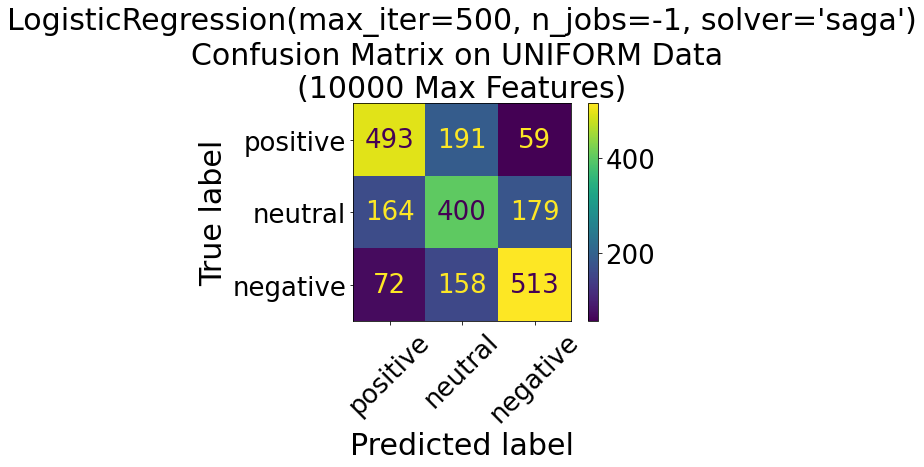 LogisticRegression(max_iter=500, n_jobs=-1, solver='saga')
Confusion Matrix on UNIFORM Data
(10000 Max Features)
positive 493 191 59
neutral 164 400 179
negative 72 158 513
400
200
True label
positive neutral negative
Predicted label